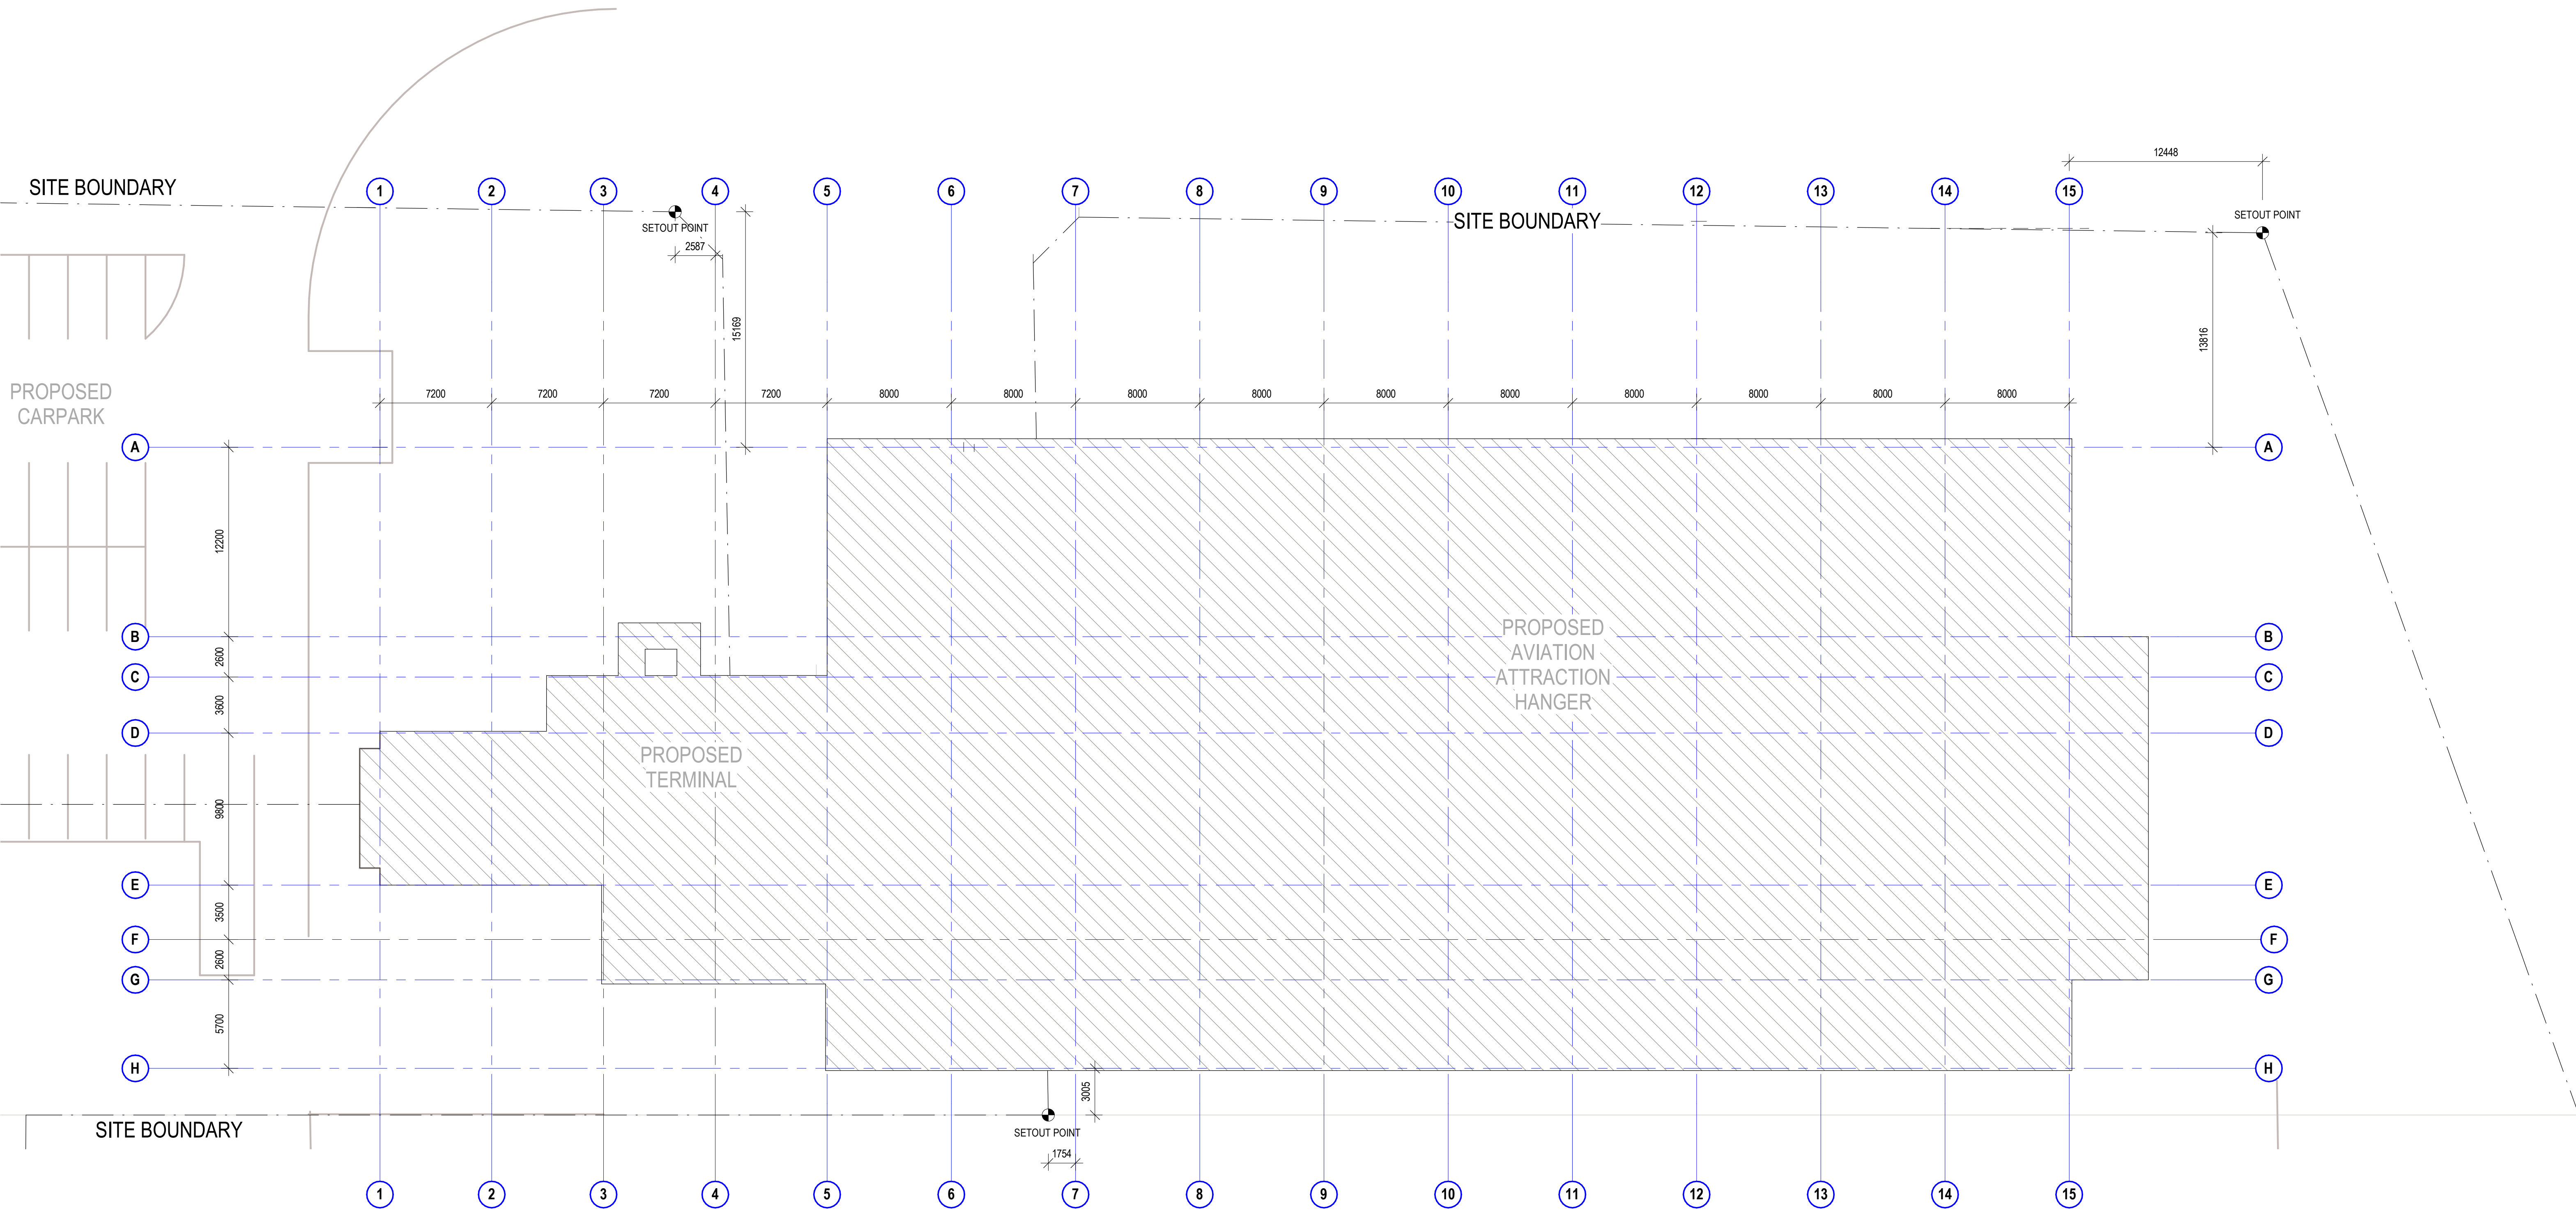 12448
SITE BOUNDARY
1 2 3 4 5 6 7 8 9 10 11 12 13 14 15
SETOUT POINT
SITE BOUNDARY
SETOUT POINT
2587
15169
13816
PROPOSED
CARPARK
7200 7200 7200 7200 8000 8000 8000 8000 8000 8000 8000 8000 8000 8000
A A
12200
B B
2600
C C
3600
D D
PROPOSED
AVIATION
ATTRACTION
HANGER
PROPOSED
TERMINAL
9800
E E
3500
F F
2600
G G
5700
H H
3005
SITE BOUNDARY
SETOUT POINT
1754
1 2 3 4 5 6 7 8 9 10 11 12 13 14 15